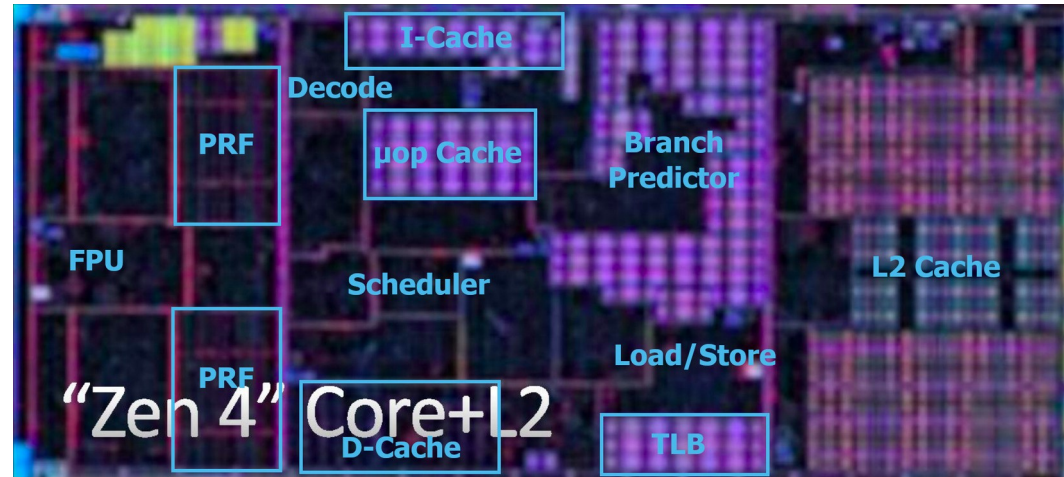 I-Cache
Decode
PRF
μop Cache
Branch
Predictor
FPU
Scheduler
L2 Cache
Load/Store
PRF
"Zen 4" Core+L2
D-Cache
TLB